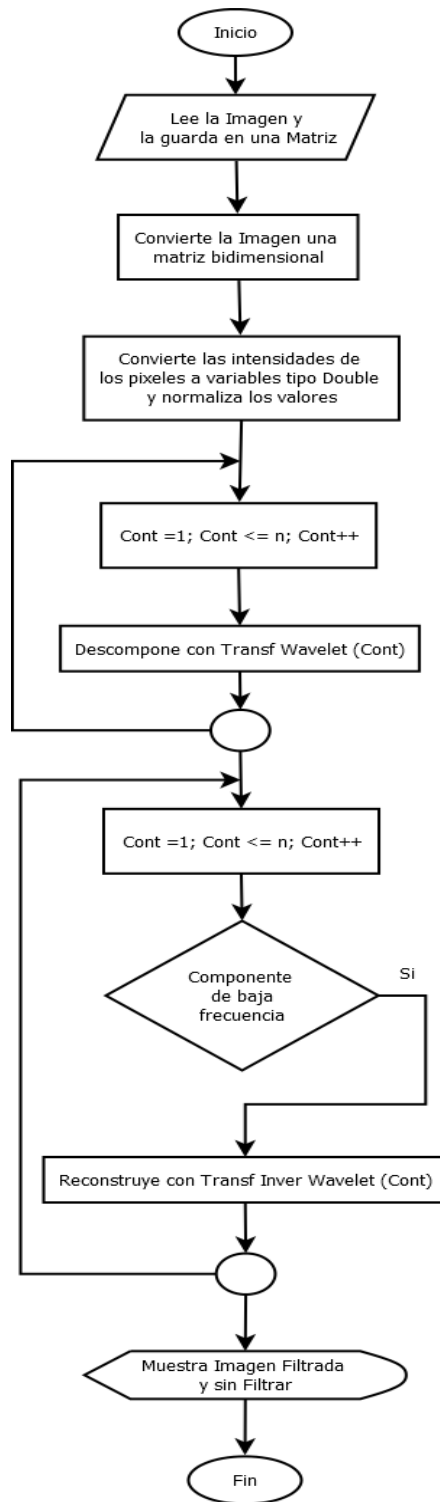 Inicio
Lee la Imagen y
la guarda en una Matriz
Convierte la Imagen una
matriz bidimensional
Convierte las intensidades de
los pixeles a variables tipo Double
y normaliza los valores
Cont =1; Cont <= n; Cont++
Descompone con Transf Wavelet (Cont)
Cont =1; Cont <= n; Cont++
Componente
de baja
frecuencia
Si
Reconstruye con Transf Inver Wavelet (Cont)
Muestra Imagen Filtrada
y sin Filtrar
Fin